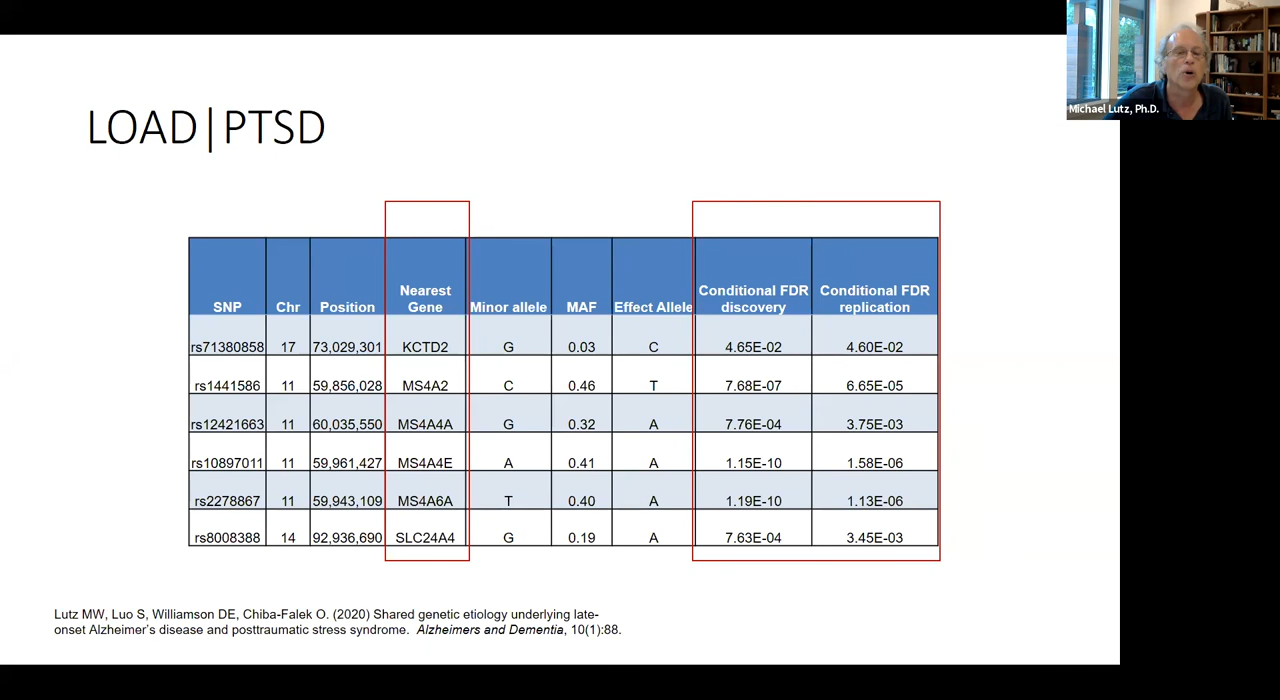 Michael Lutz, Ph.D.
LOAD|PTSD
SNP Chr Position Nearest Gene Minor allele MAF Effect Allele Conditional FDR discovery Conditional FDR replication
rs71380858 17 73,029,301 KCTD2 G 0.03 C 4.65E-02 4.60E-02
rs1441586 11 59,856,028 MS4A2 C 0.46 T 7.68E-07 6.65E-05
rs12421663 11 60,035,550 MS4A4A G 0.32 A 7.76E-04 3.75E-03
rs10897011 11 59,961,427 MS4A4E A 0.41 A 1.15E-10 1.58E-06
rs2278867 11 59,943,109 MS4A6A T 0.40 A 1.19E-10 1.13E-06
rs8008388 14 92,936,690 SLC24A4 G 0.19 A 7.63E-04 3.45E-03
Lutz MW, Luo S, Williamson DE, Chiba-Falek O. (2020) Shared genetic etiology underlying late-
onset Alzheimer's disease and posttraumatic stress syndrome. Alzheimers and Dementia, 10(1):88.